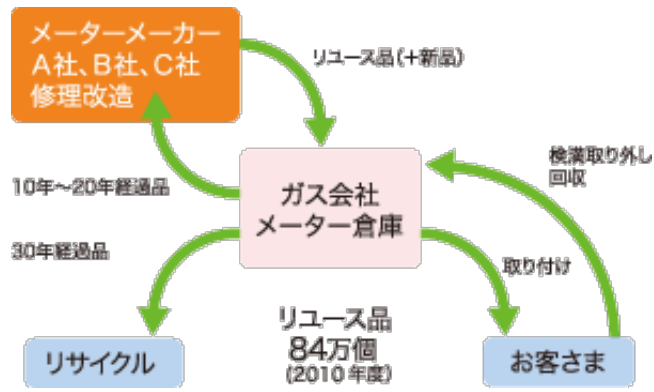 メーターメーカー
A社、B社、C社
修理改造
リユース品(+新品)
検満取り外し
回収
10年～20年経過品
ガス会社
メーター倉庫
30年経過品
取り付け
リユース品
84万個
(2010年度)
リサイクル
お客さま